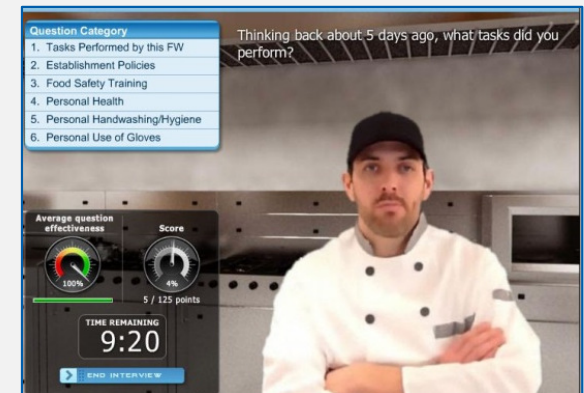 Question Category
1. Tasks Performed by this FW
2. Establishment Policies
3. Food Safety Training
4. Personal Health
5. Personal Handwashing/Hygiene
6. Personal Use of Gloves
Thinking back about 5 days ago, what tasks did you
perform?
Average question
effectiveness
100%
Score
4%
5 / 125 points
TIME REMAINING
9:20
END INTERVIEW